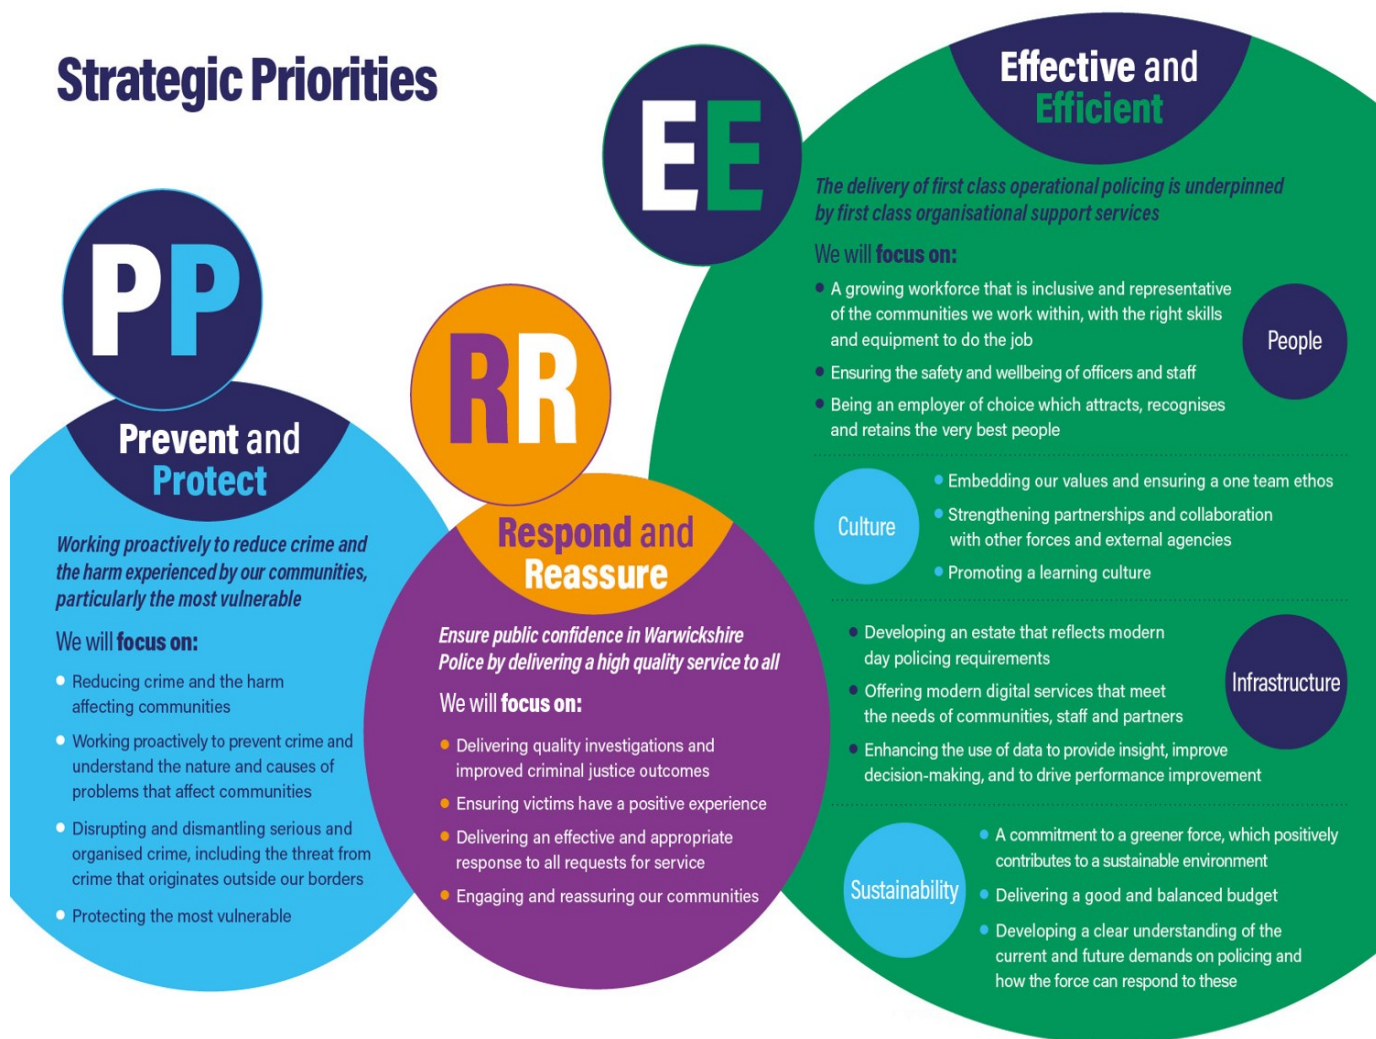 Strategic Priorities
PP
Prevent and
Protect
Working proactively to reduce crime and
the harm experienced by our communities,
particularly the most vulnerable
We will focus on:
• Reducing crime and the harm
affecting communities
• Working proactively to prevent crime and
understand the nature and causes of
problems that affect communities
• Disrupting and dismantling serious and
organised crime, including the threat from
crime that originates outside our borders
• Protecting the most vulnerable
RR
Respond and
Reassure
Ensure public confidence in Warwickshire
Police by delivering a high quality service to all
We will focus on:
• Delivering quality investigations and
improved criminal justice outcomes
• Ensuring victims have a positive experience
• Delivering an effective and appropriate
response to all requests for service
• Engaging and reassuring our communities
EE
Effective and
Efficient
The delivery of first class operational policing is underpinned
by first class organisational support services
We will focus on:
• A growing workforce that is inclusive and representative
of the communities we work within, with the right skills
and equipment to do the job
• Ensuring the safety and wellbeing of officers and staff
• Being an employer of choice which attracts, recognises
and retains the very best people
People
Culture
• Embedding our values and ensuring a one team ethos
• Strengthening partnerships and collaboration
with other forces and external agencies
• Promoting a learning culture
• Developing an estate that reflects modern
day policing requirements
• Offering modern digital services that meet
the needs of communities, staff and partners
• Enhancing the use of data to provide insight, improve
decision-making, and to drive performance improvement
Infrastructure
Sustainability
• A commitment to a greener force, which positively
contributes to a sustainable environment
• Delivering a good and balanced budget
• Developing a clear understanding of the
current and future demands on policing and
how the force can respond to these